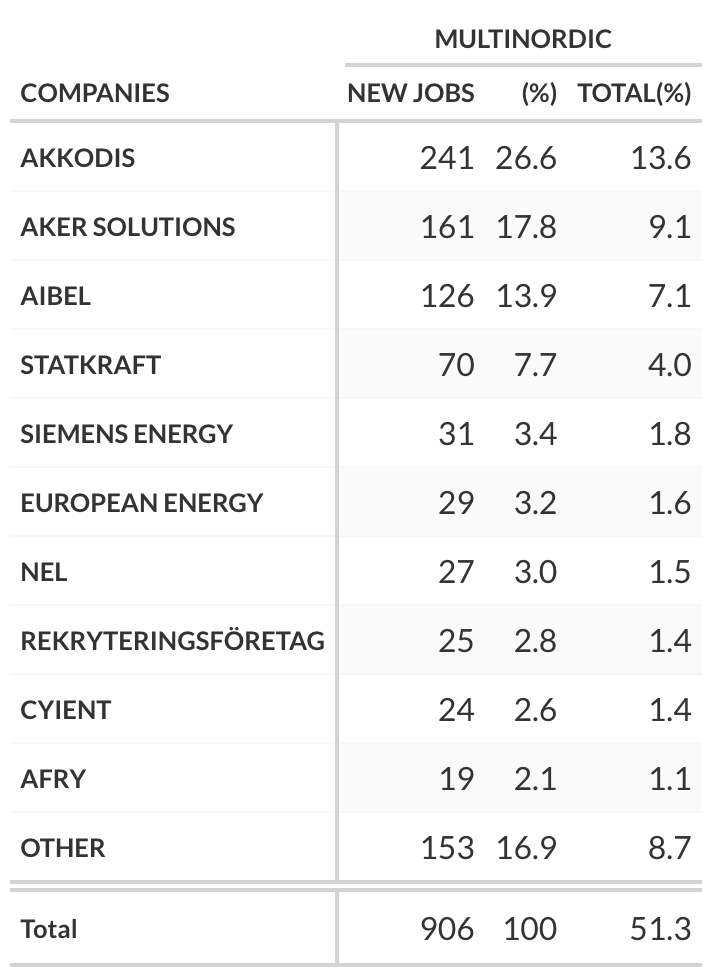 MULTINORDIC
COMPANIES NEW JOBS (%) TOTAL(%)
AKKODIS 241 26.6 13.6
AKER SOLUTIONS 161 17.8 9.1
AIBEL 126 13.9 7.1
STATKRAFT 70 7.7 4.0
SIEMENS ENERGY 31 3.4 1.8
EUROPEAN ENERGY 29 3.2 1.6
NEL 27 3.0 1.5
REKRYTERINGSFÖRETAG 25 2.8 1.4
CYIENT 24 2.6 1.4
AFRY 19 2.1 1.1
OTHER 153 16.9 8.7
Total 906 100 51.3